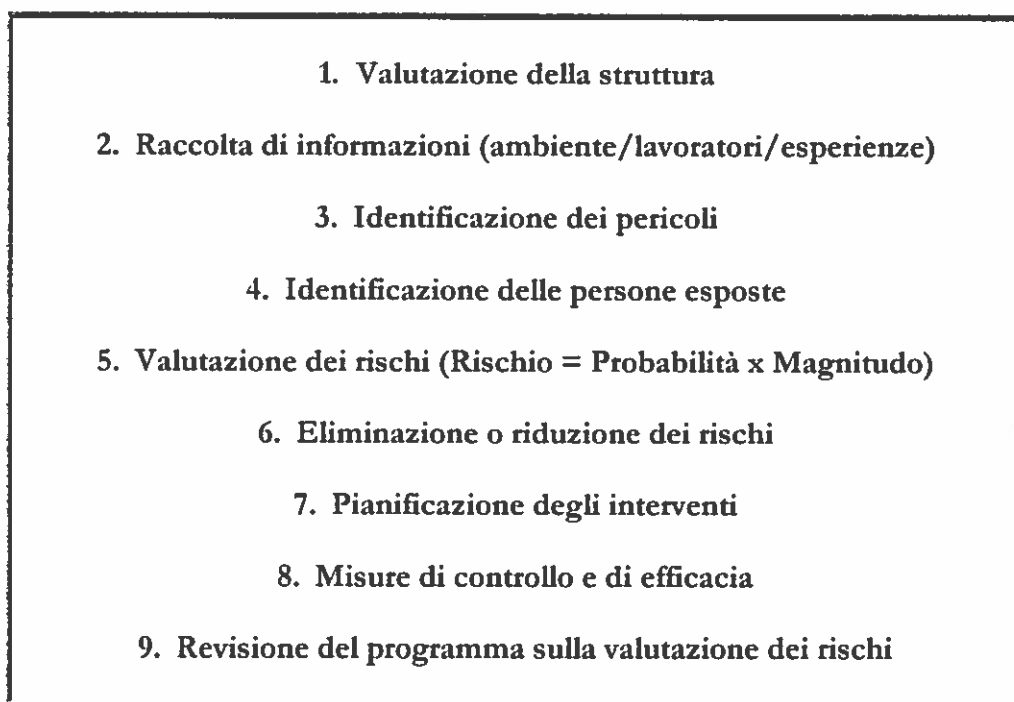 1. Valutazione della struttura
2. Raccolta di informazioni (ambiente/lavoratori/esperienze)
3. Identificazione dei pericoli
4. Identificazione delle persone esposte
5. Valutazione dei rischi (Rischio = Probabilità x Magnitudo)
6. Eliminazione o riduzione dei rischi
7. Pianificazione degli interventi
8. Misure di controllo e di efficacia
9. Revisione del programma sulla valutazione dei rischi